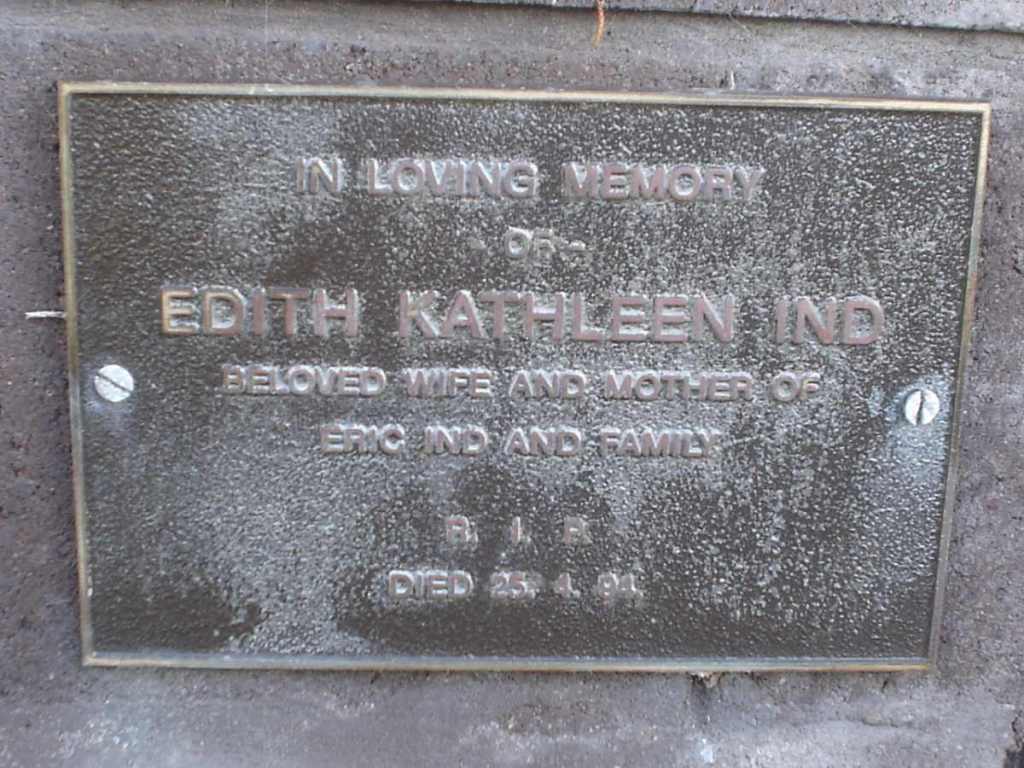 IN LOVING MEMORY
- OF -
EDITH KATHLEEN IND
BELOVED WIFE AND MOTHER OF
ERIC IND AND FAMILY
R. I. P.
DIED 25. 4. 94.